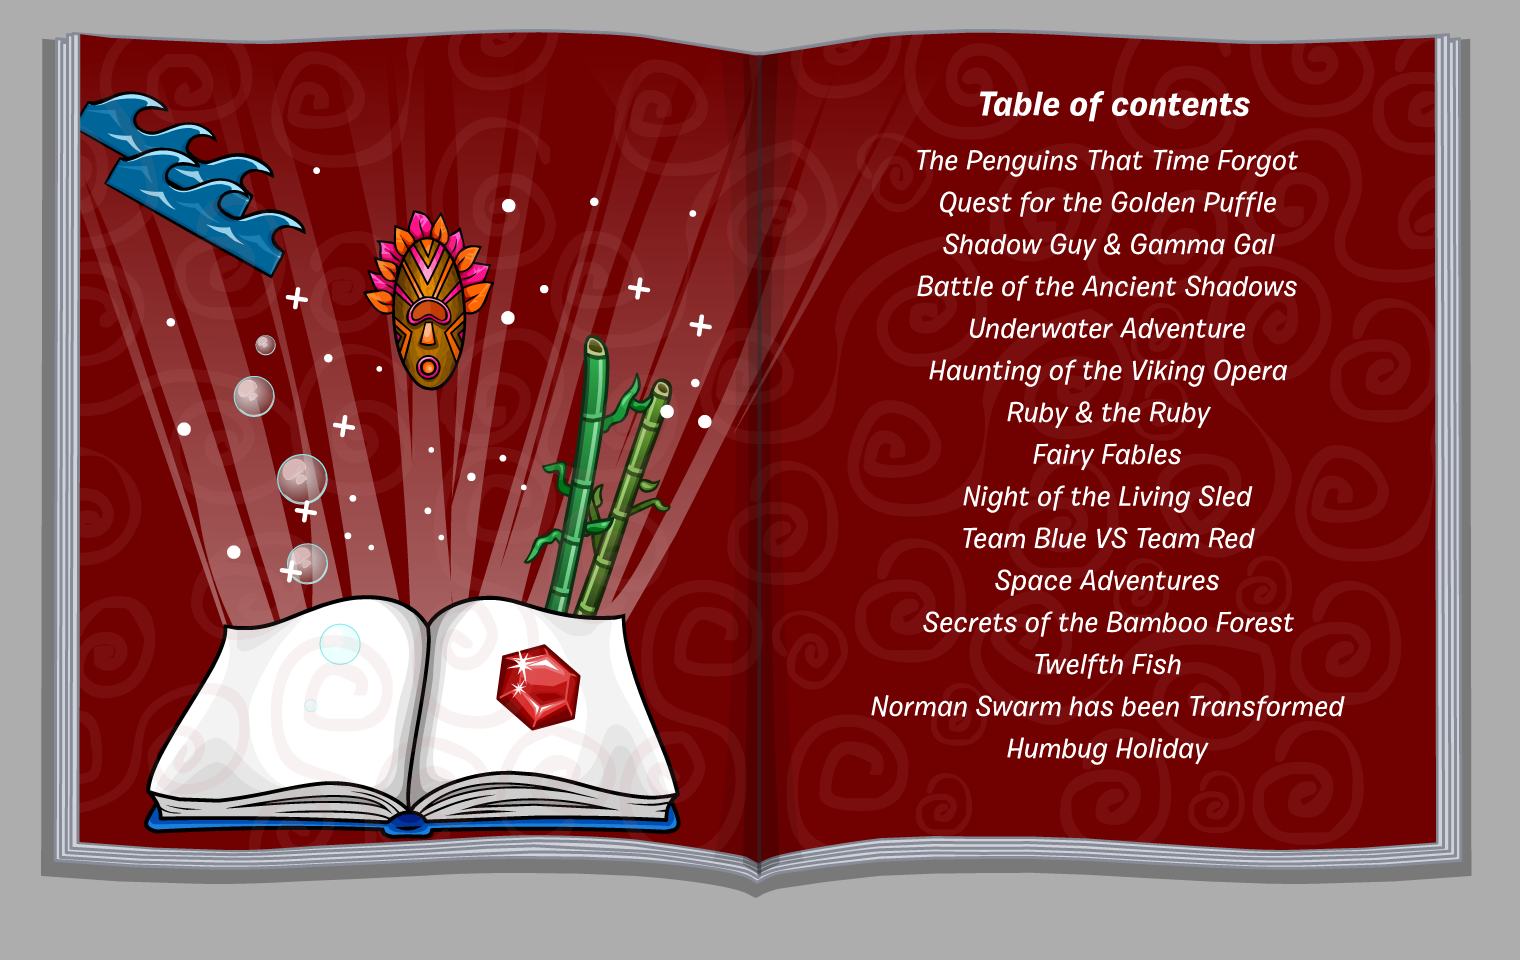 Table of contents
The Penguins That Time Forgot
Quest for the Golden Puffle
Shadow Guy & Gamma Gal
Battle of the Ancient Shadows
Underwater Adventure
Haunting of the Viking Opera
Ruby & the Ruby
Fairy Fables
Night of the Living Sled
Team Blue VS Team Red
Space Adventures
Secrets of the Bamboo Forest
Twelfth Fish
Norman Swarm has been Transformed
Humbug Holiday